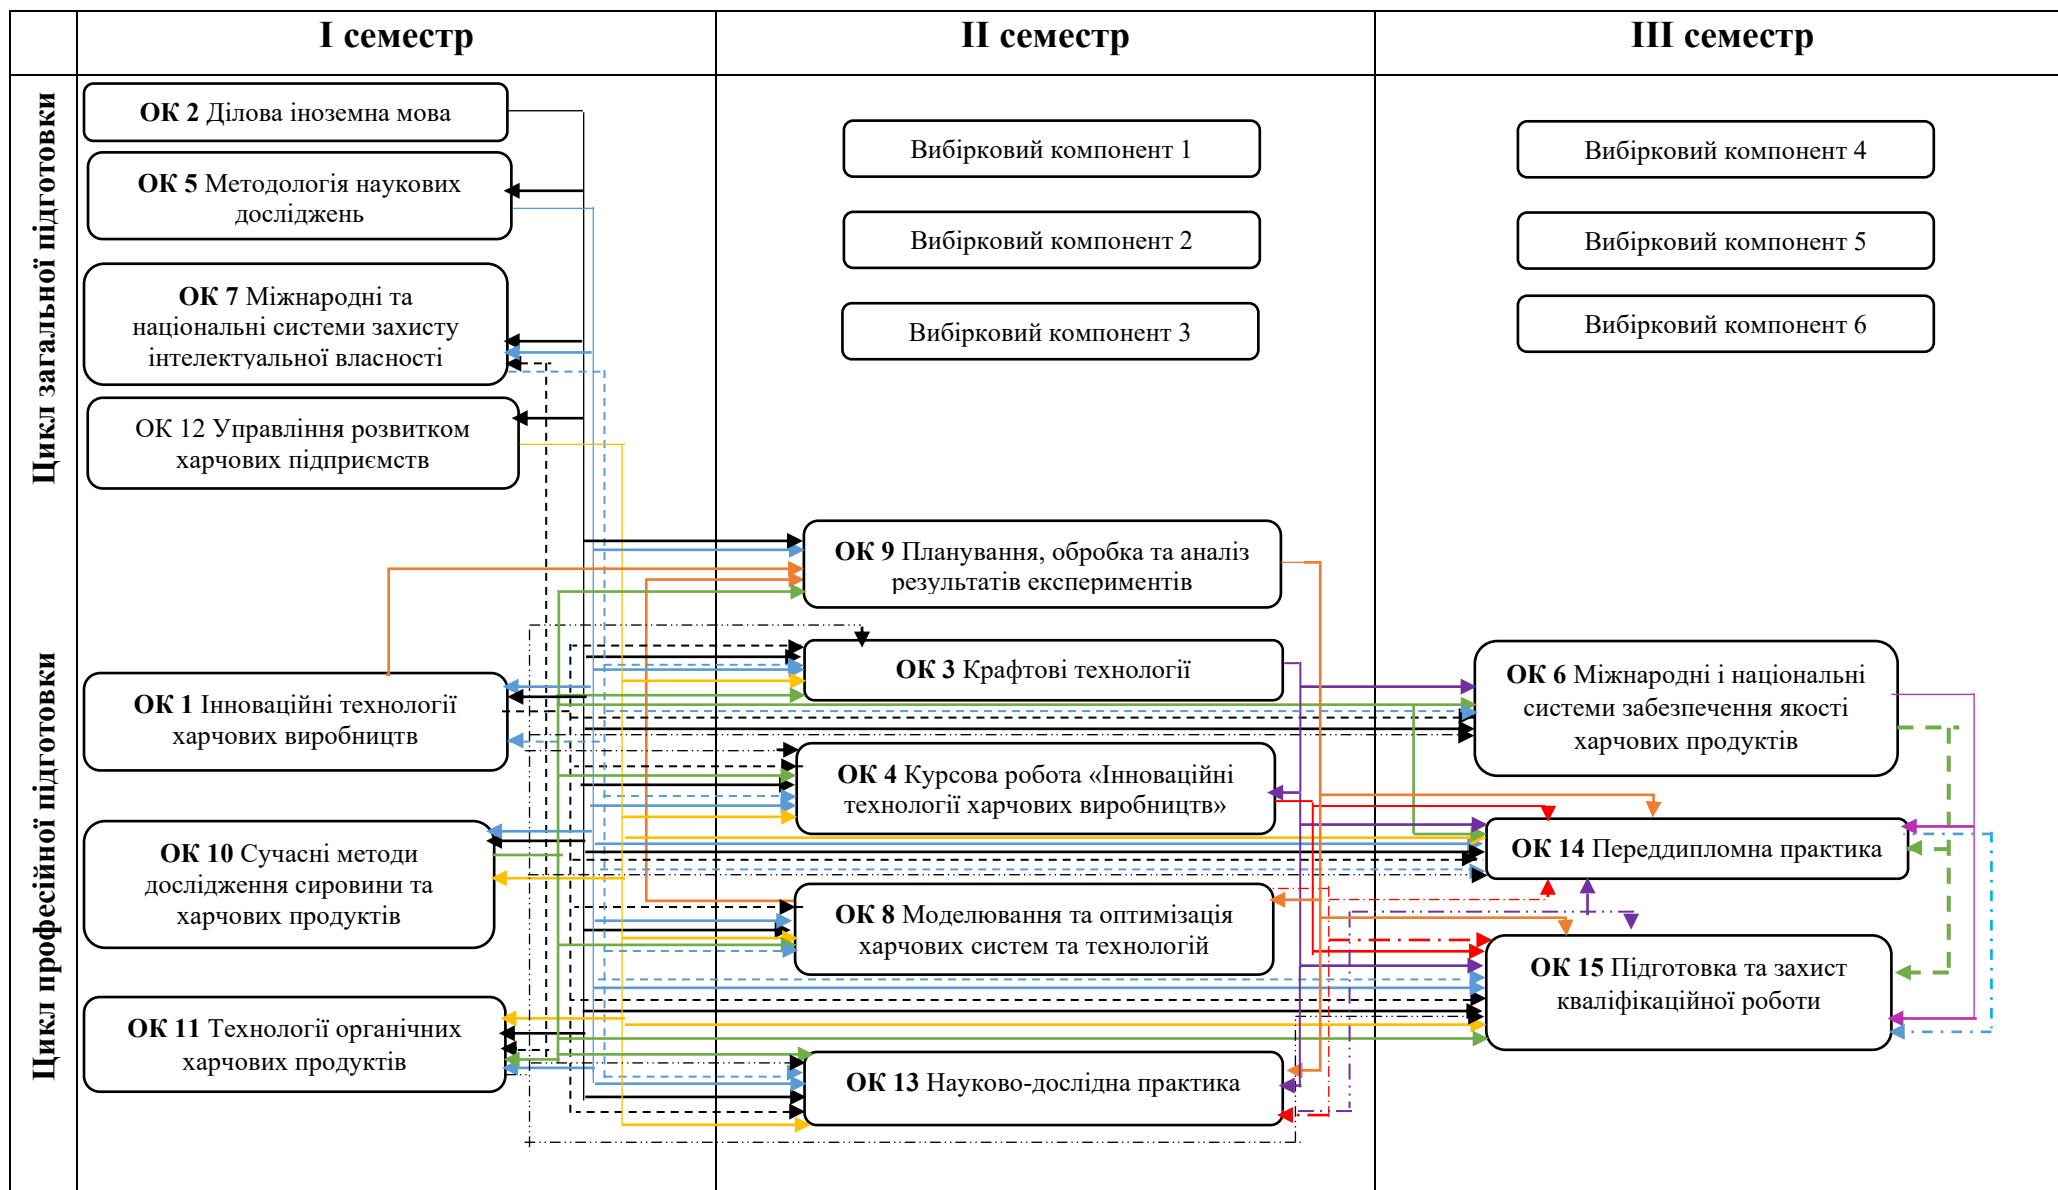 І семестр
ІІ семестр
ІІІ семестр
Цикл загальної підготовки
ОК 2 Ділова іноземна мова
ОК 5 Методологія наукових
досліджень
ОК 7 Міжнародні та
національні системи захисту
інтелектуальної власності
ОК 12 Управління розвитком
харчових підприємств
Вибірковий компонент 1
Вибірковий компонент 2
Вибірковий компонент 3
Вибірковий компонент 4
Вибірковий компонент 5
Вибірковий компонент 6
Цикл професійної підготовки
ОК 1 Інноваційні технології
харчових виробництв
ОК 10 Сучасні методи
дослідження сировини та
харчових продуктів
ОК 11 Технології органічних
харчових продуктів
ОК 9 Планування, обробка та аналіз
результатів експериментів
ОК 3 Крафтові технології
ОК 4 Курсова робота «Інноваційні
технології харчових виробництв»
ОК 8 Моделювання та оптимізація
харчових систем та технологій
ОК 13 Науково-дослідна практика
ОК 6 Міжнародні і національні
системи забезпечення якості
харчових продуктів
ОК 14 Переддипломна практика
ОК 15 Підготовка та захист
кваліфікаційної роботи